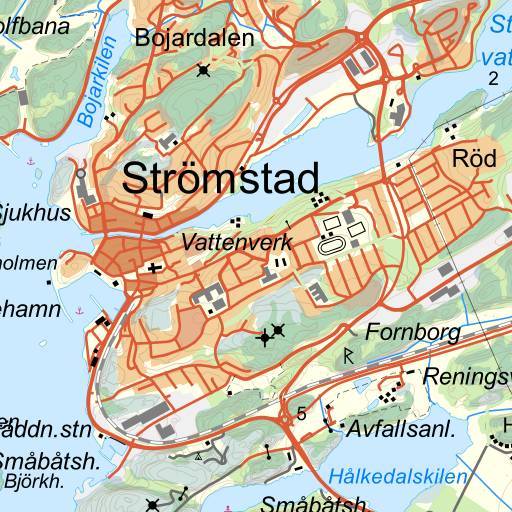 olfbana
Bojardalen
St
vat
2
Bojarkilen
Röd
Strömstad
Sjukhus
Vattenverk
holmen
ehamn
Fornborg
R
Reningsv
5
en
äddn.stn
Avfallsanl.
H
Småbåtsh.
Björkh.
Hålkedalskilen
Småbåtsh.